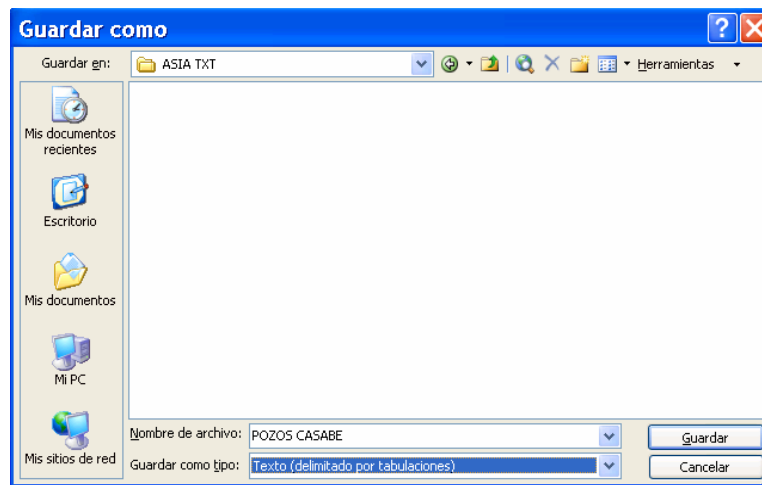 Guardar como
Guardar en: ASIA TXT Herramientas
Mis documentos
recientes
Escritorio
Mis documentos
Mi PC
Mis sitios de red
Nombre de archivo: POZOS CASABE Guardar
Guardar como tipo: Texto (delimitado por tabulaciones) Cancelar